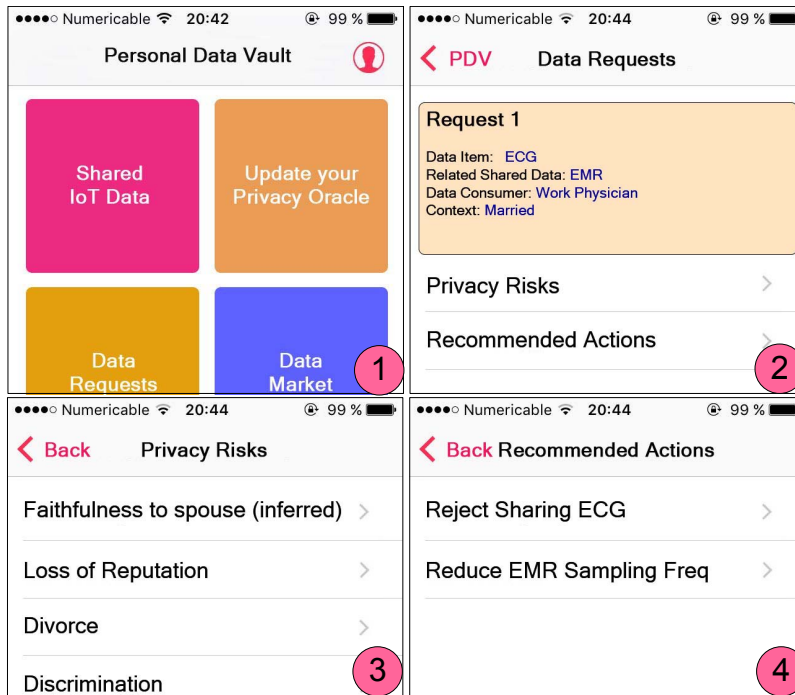 Numericable 20:42 99 %
Personal Data Vault
Shared
IoT Data
Update your
Privacy Oracle
Data
Requests
Data
Market
1
Numericable 20:44 99 %
PDV Data Requests
Request 1
Data Item: ECG
Related Shared Data: EMR
Data Consumer: Work Physician
Context: Married
Privacy Risks
Recommended Actions
2
Numericable 20:44 99 %
Back Privacy Risks
Faithfulness to spouse (inferred)
Loss of Reputation
Divorce
Discrimination
3
Numericable 20:44 99 %
Back Recommended Actions
Reject Sharing ECG
Reduce EMR Sampling Freq
4